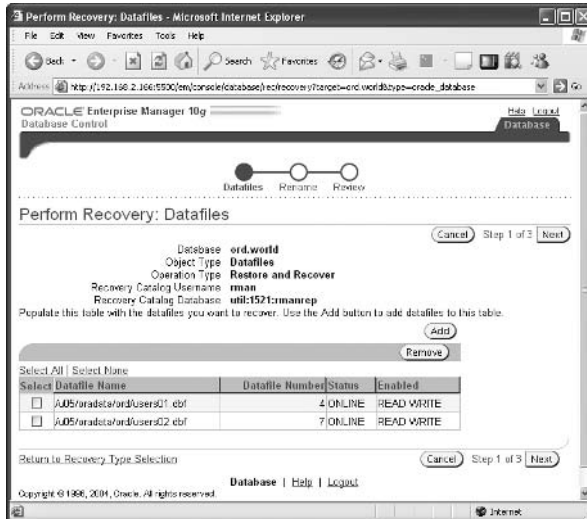 Perform Recovery: Datafiles - Microsoft Internet Explorer
File Edit View Favorites Tools Help
Back Search Favorites
Address http://192.168.2.166:5500/em/console/database/rec/recovery?target=ord.world&type=oracle_database Go
ORACLE Enterprise Manager 10g
Database Control
Help Logout
Database
Datafiles Rename Review
Perform Recovery: Datafiles
Cancel Step 1 of 3 Next
Database ord.world
Object Type Datafiles
Operation Type Restore and Recover
Recovery Catalog Username rman
Recovery Catalog Database util:1521:rmanrep
Populate this table with the datafiles you want to recover. Use the Add button to add datafiles to this table.
Add
Remove
Select All | Select None
Select Datafile Name Datafile Number Status Enabled
/u05/oradata/ord/users01.dbf 4 ONLINE READ WRITE
/u05/oradata/ord/users02.dbf 7 ONLINE READ WRITE
Return to Recovery Type Selection
Cancel Step 1 of 3 Next
Database | Help | Logout
Copyright © 1996, 2004, Oracle. All rights reserved.
Internet